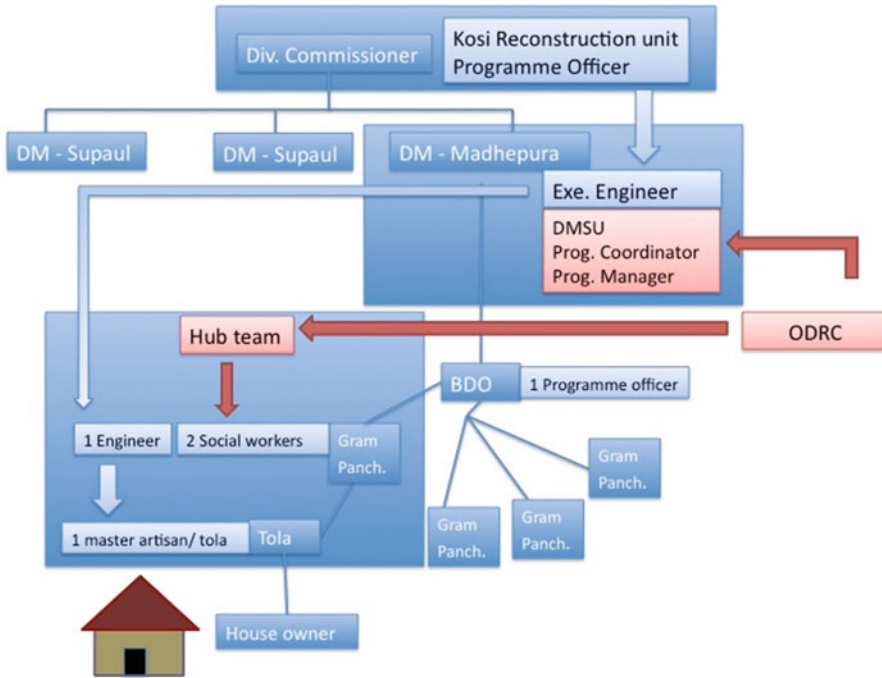 Div. Commissioner
Kosi Reconstruction unit
Programme Officer
DM - Supaul
DM - Supaul
DM - Madhepura
Exe. Engineer
DMSU
Prog. Coordinator
Prog. Manager
Hub team
ODRC
BDO
1 Programme officer
1 Engineer
2 Social workers
Gram
Panch.
Gram
Panch.
Gram
Panch.
Gram
Panch.
1 master artisan/ tola
Tola
House owner